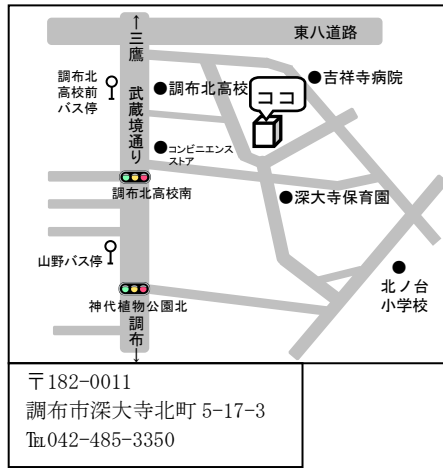 東八道路
↑三鷹
武蔵境通り
調布北
高校前
バス停
●調布北高校
ココ
●吉祥寺病院
●コンビニエンス
ストア
調布北高校南
●深大寺保育園
山野バス停
●
北ノ台
小学校
神代植物公園北
調布↓
〒182-0011
調布市深大寺北町 5-17-3
℡042-485-3350